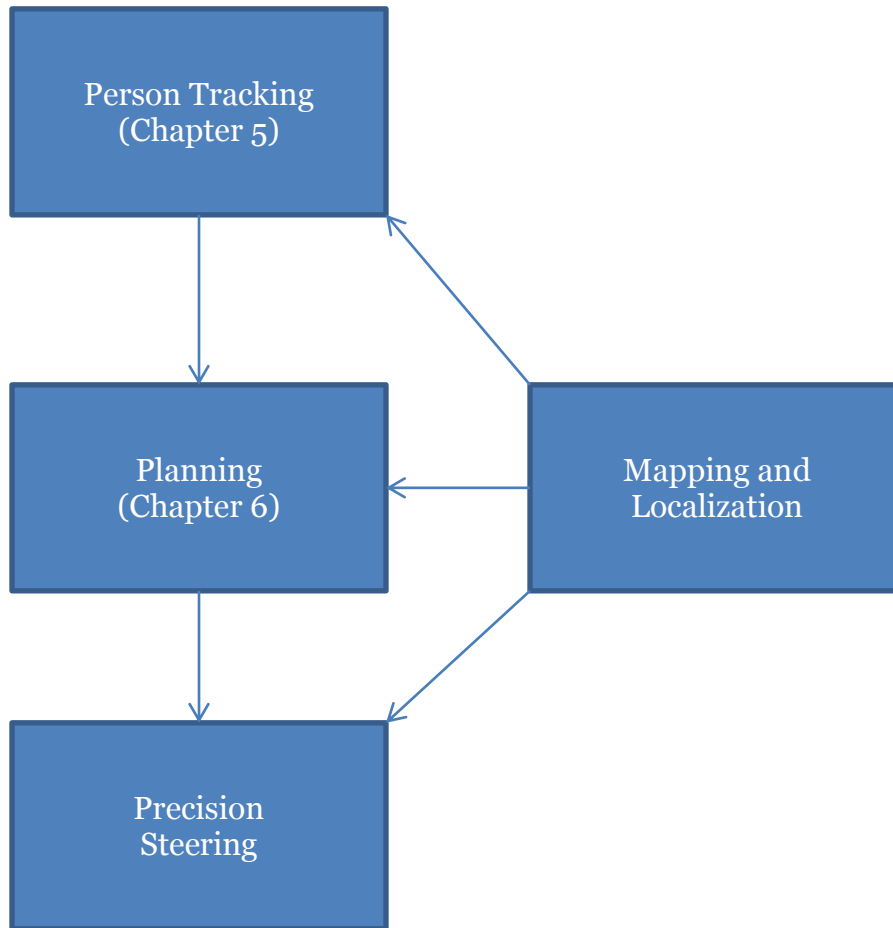 Person Tracking
(Chapter 5)
Planning
(Chapter 6)
Mapping and
Localization
Precision
Steering